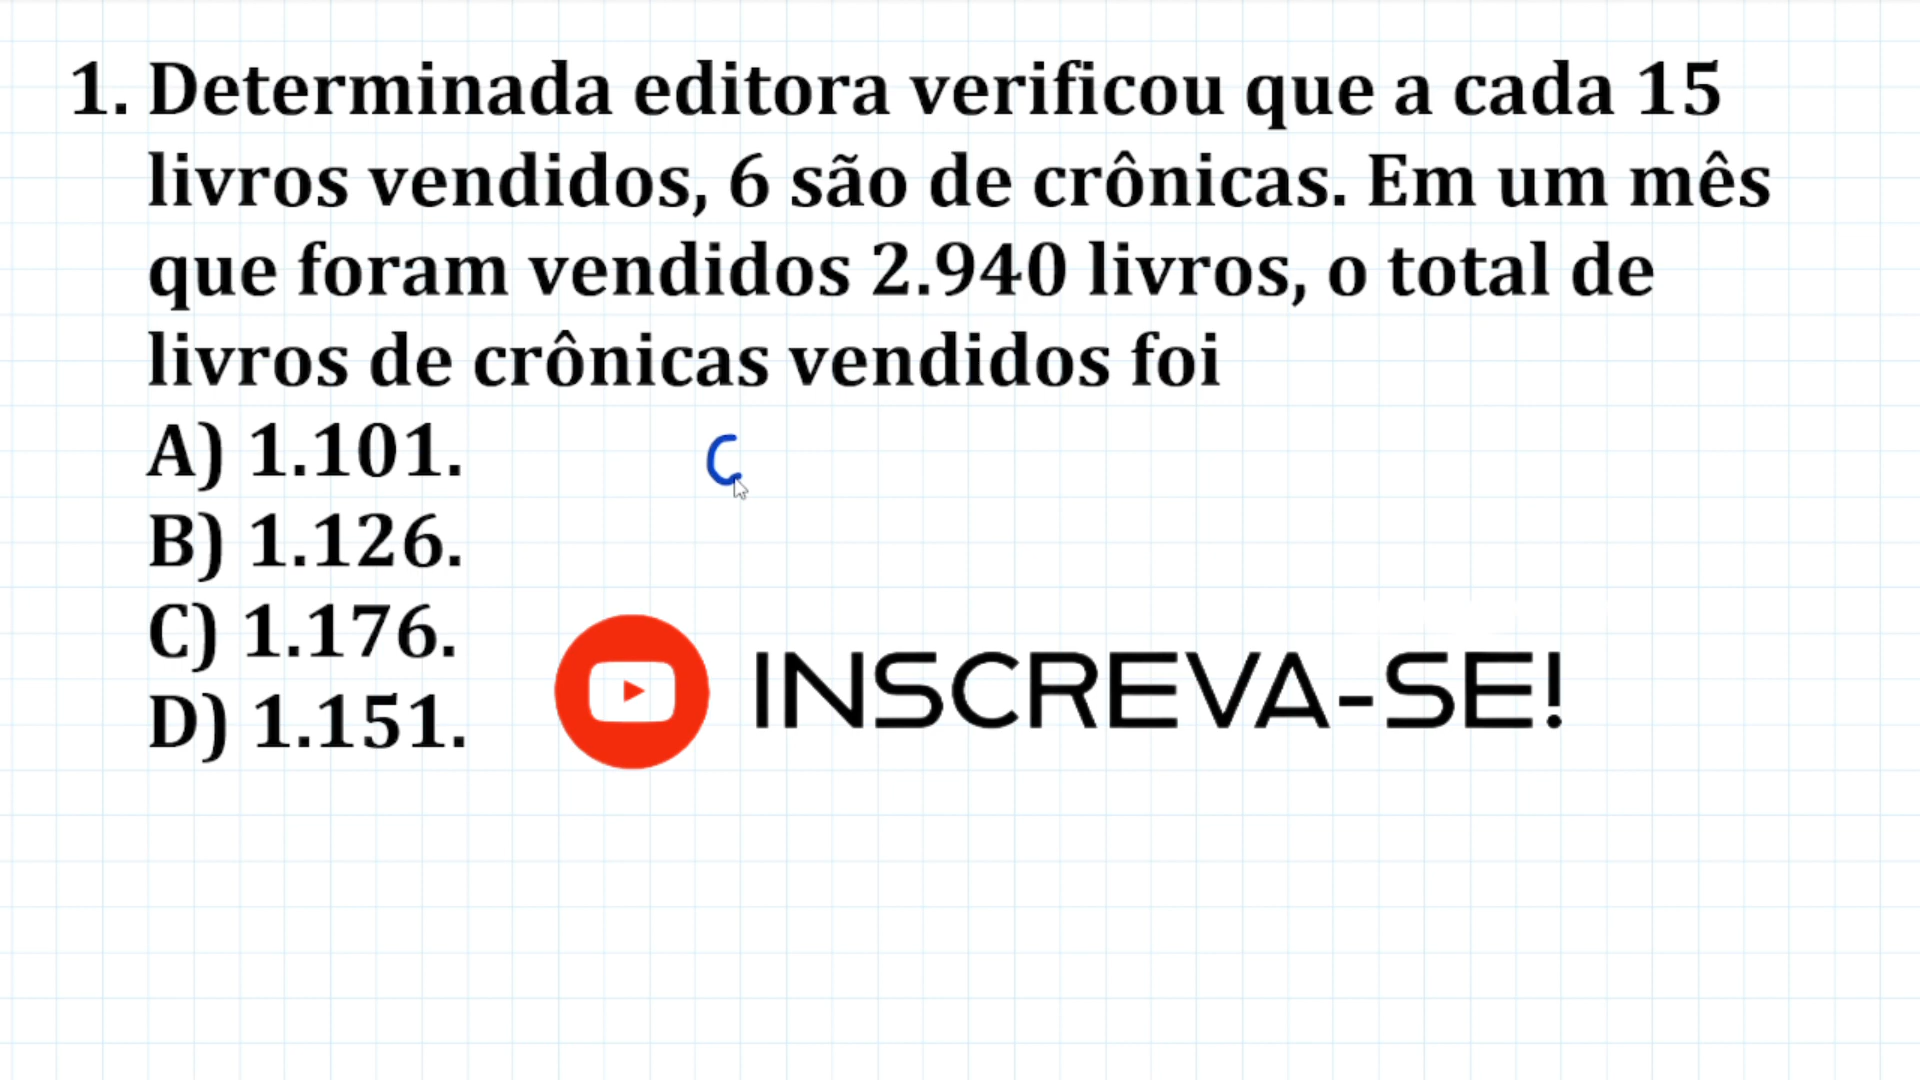 1. Determinada editora verificou que a cada 15
livros vendidos, 6 são de crônicas. Em um mês
que foram vendidos 2.940 livros, o total de
livros de crônicas vendidos foi
A) 1.101.
C
B) 1.126.
C) 1.176.
D) 1.151.
INSCREVA-SE!